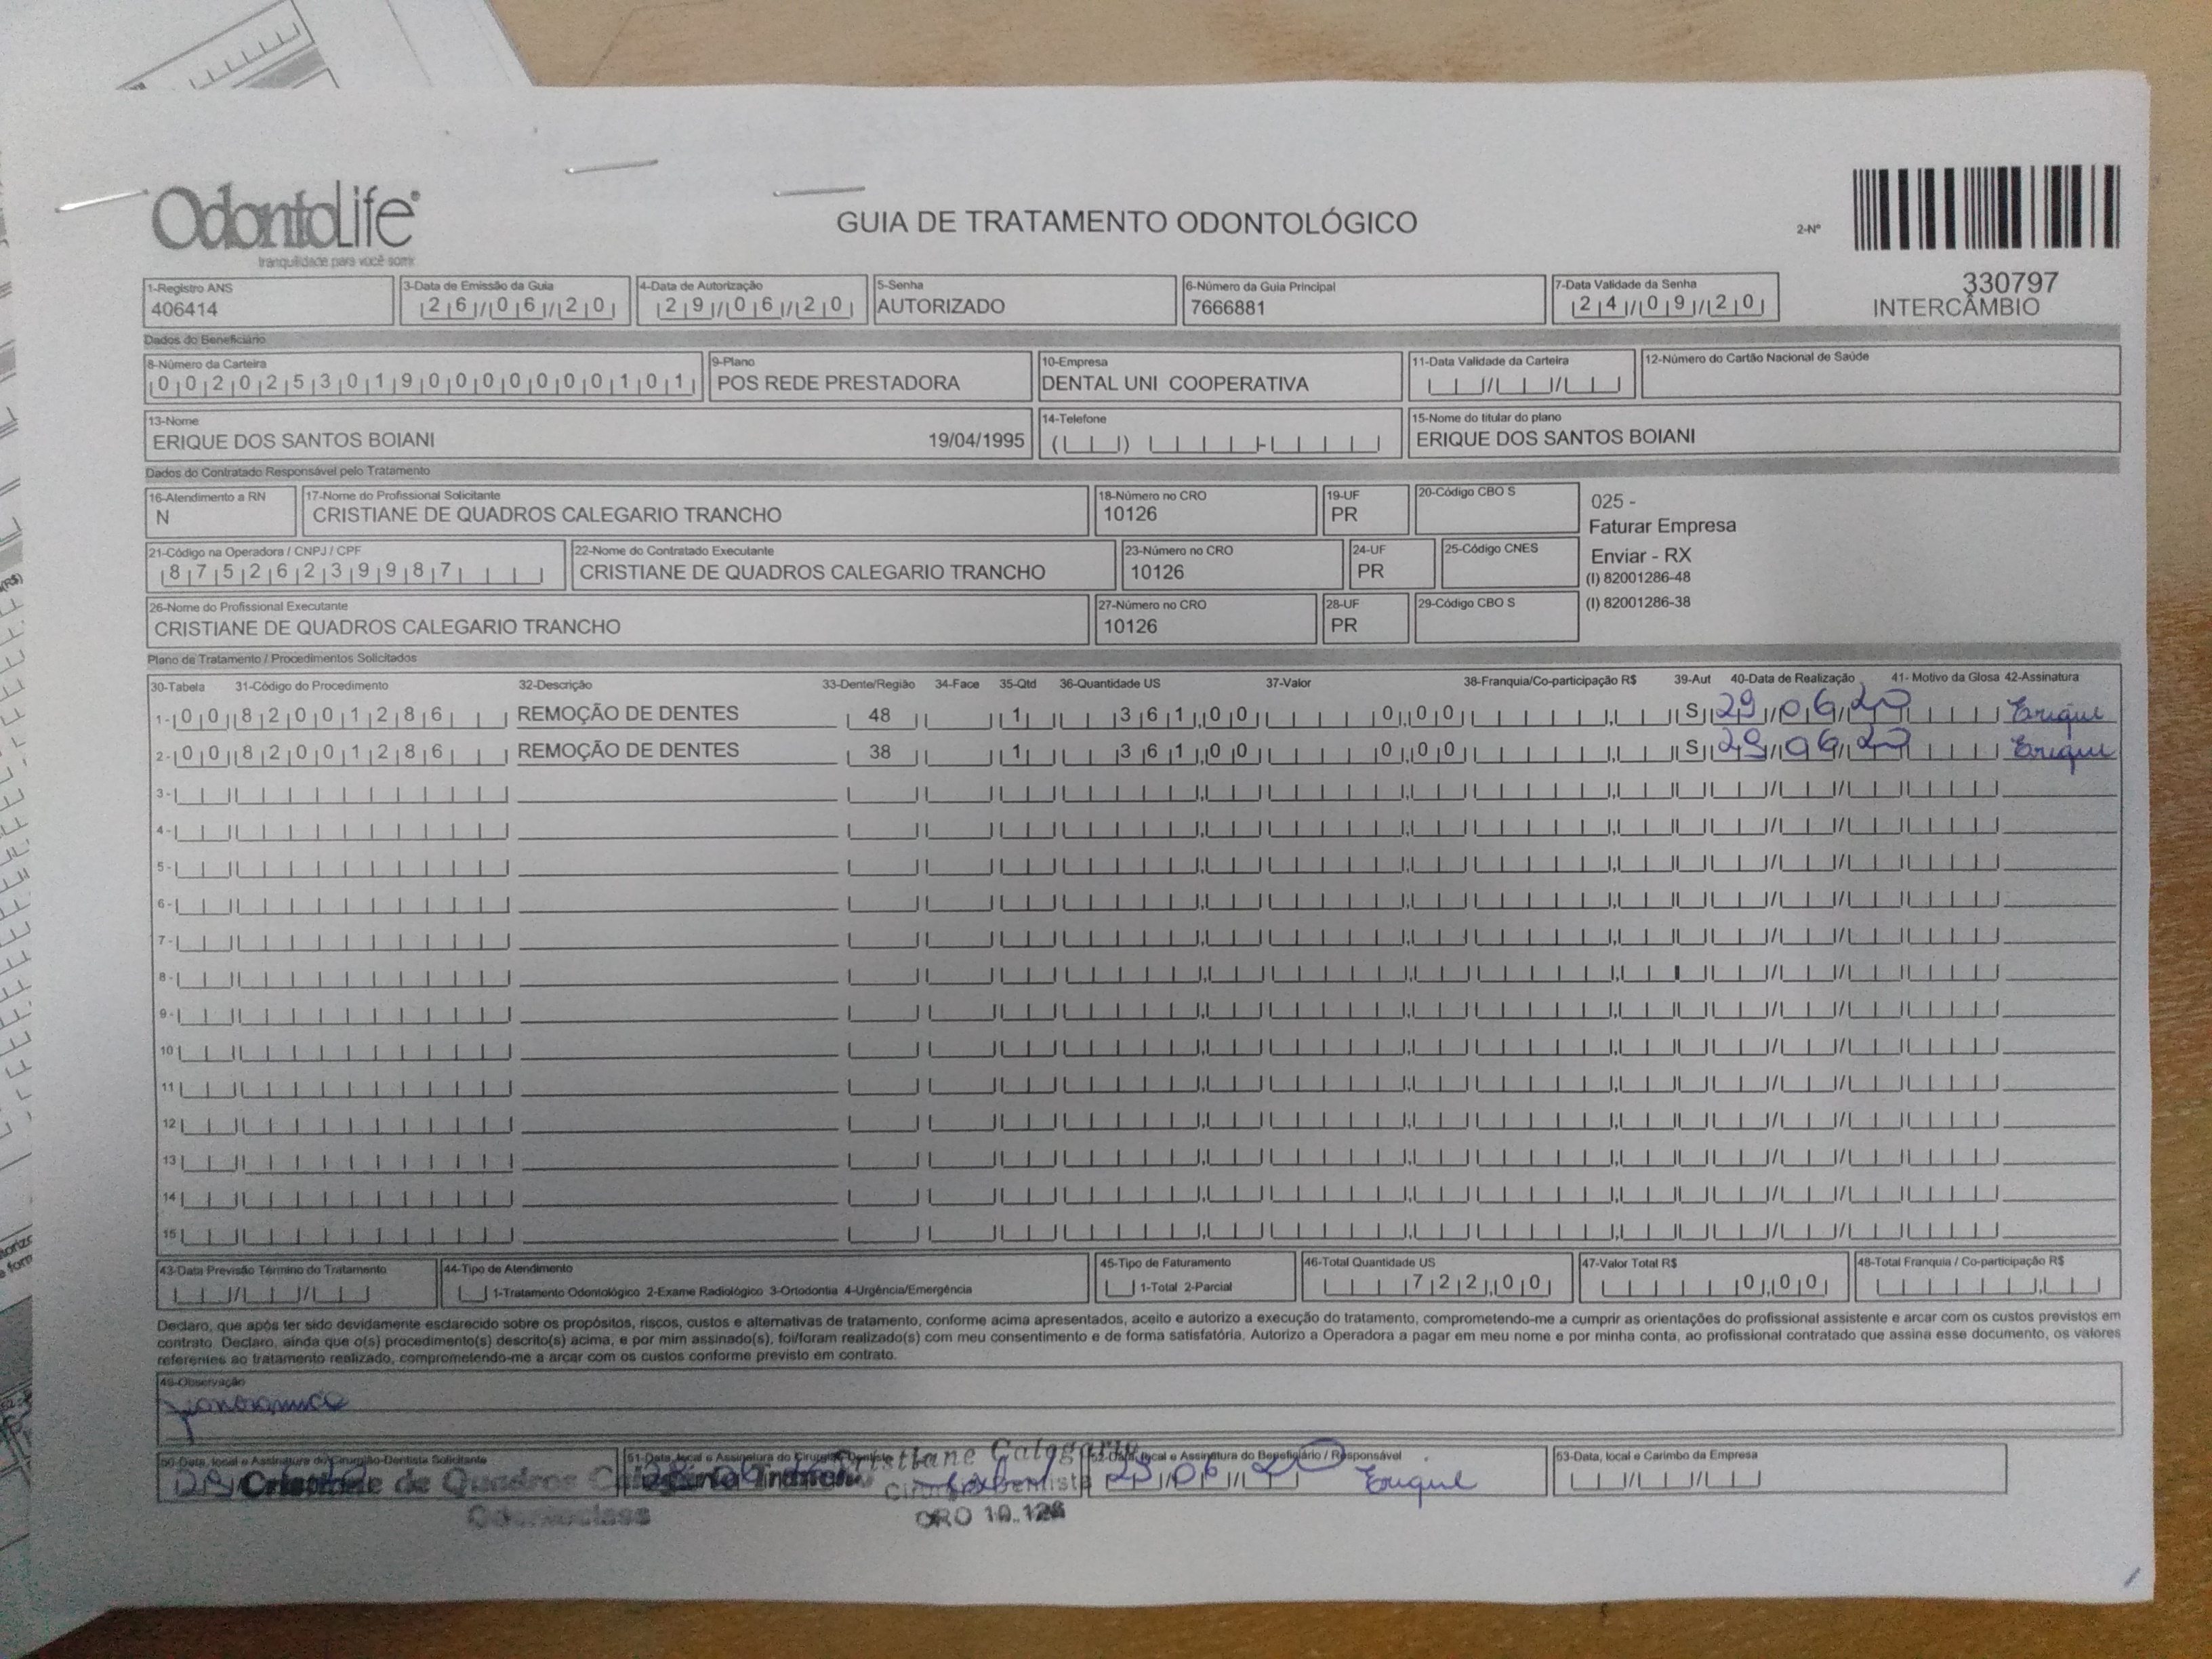 OdontoLife®
tranquilidade para você sorrir
GUIA DE TRATAMENTO ODONTOLÓGICO
2-Nº
330797
INTERCÂMBIO
1-Registro ANS
406414
3-Data de Emissão da Guia
26/06/20
4-Data de Autorização
29/06/20
5-Senha
AUTORIZADO
6-Número da Guia Principal
7666881
7-Data Validade da Senha
24/09/20
Dados do Beneficiário
8-Número da Carteira
00202530190000000101
9-Plano
POS REDE PRESTADORA
10-Empresa
DENTAL UNI COOPERATIVA
11-Data Validade da Carteira
12-Número do Cartão Nacional de Saúde
13-Nome
ERIQUE DOS SANTOS BOIANI 19/04/1995
14-Telefone
15-Nome do titular do plano
ERIQUE DOS SANTOS BOIANI
Dados do Contratado Responsável pelo Tratamento
16-Atendimento a RN
N
17-Nome do Profissional Solicitante
CRISTIANE DE QUADROS CALEGARIO TRANCHO
18-Número no CRO
10126
19-UF
PR
20-Código CBO S
025 -
Faturar Empresa
Enviar - RX
(I) 82001286-48
(I) 82001286-38
21-Código na Operadora / CNPJ / CPF
87526239987
22-Nome do Contratado Executante
CRISTIANE DE QUADROS CALEGARIO TRANCHO
23-Número no CRO
10126
24-UF
PR
25-Código CNES
26-Nome do Profissional Executante
CRISTIANE DE QUADROS CALEGARIO TRANCHO
27-Número no CRO
10126
28-UF
PR
29-Código CBO S
Plano de Tratamento / Procedimentos Solicitados
30-Tabela 31-Código do Procedimento 32-Descrição 33-Dente/Região 34-Face 35-Qtd 36-Quantidade US 37-Valor 38-Franquia/Co-participação R$ 39-Aut 40-Data de Realização 41- Motivo da Glosa 42-Assinatura
1- 00 82001286 REMOÇÃO DE DENTES 48 1 361,00 0,00 S 29/06/20 Erique
2- 00 82001286 REMOÇÃO DE DENTES 38 1 361,00 0,00 S 29/06/20 Erique
3-
4-
5-
6-
7-
8-
9-
10
11
12
13
14
15
43-Data Previsão Término do Tratamento
44-Tipo de Atendimento
1-Tratamento Odontológico 2-Exame Radiológico 3-Ortodontia 4-Urgência/Emergência
45-Tipo de Faturamento
1-Total 2-Parcial
46-Total Quantidade US
722,00
47-Valor Total R$
0,00
48-Total Franquia / Co-participação R$
Declaro, que após ter sido devidamente esclarecido sobre os propósitos, riscos, custos e alternativas de tratamento, conforme acima apresentados, aceito e autorizo a execução do tratamento, comprometendo-me a cumprir as orientações do profissional assistente e arcar com os custos previstos em
contrato. Declaro, ainda que o(s) procedimento(s) descrito(s) acima, e por mim assinado(s), foi/foram realizado(s) com meu consentimento e de forma satisfatória. Autorizo a Operadora a pagar em meu nome e por minha conta, ao profissional contratado que assina esse documento, os valores
referentes ao tratamento realizado, comprometendo-me a arcar com os custos conforme previsto em contrato.
49-Observação
panoramica
50-Data, local e Assinatura do Cirurgião-Dentista Solicitante
51-Data, local e Assinatura do Cirurgião-Dentista
local e Assinatura do Beneficiário / Responsável
29/06/20 Erique
53-Data, local e Carimbo da Empresa
de Quadros Trancho
Calegario
Dentista
CRO 10.126